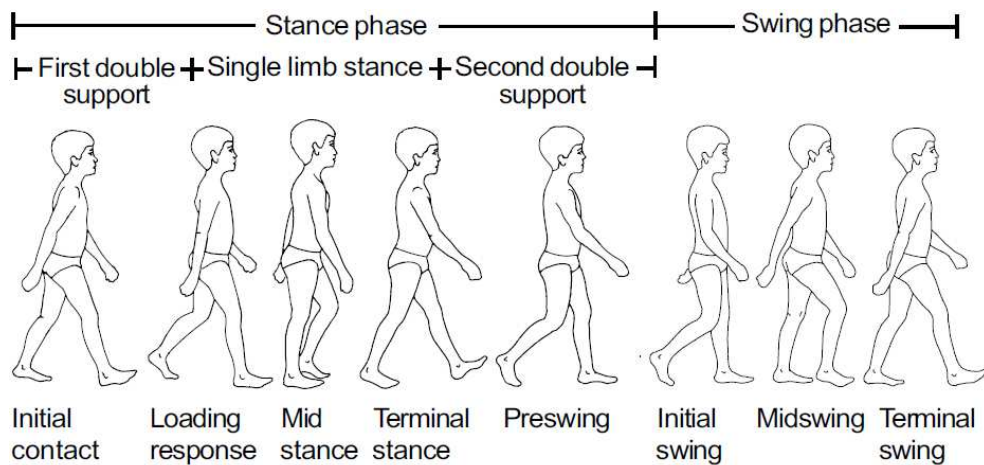 Stance phase
Swing phase
First double
support
Single limb stance
Second double
support
Initial
contact
Loading
response
Mid
stance
Terminal
stance
Preswing
Initial
swing
Midswing
Terminal
swing